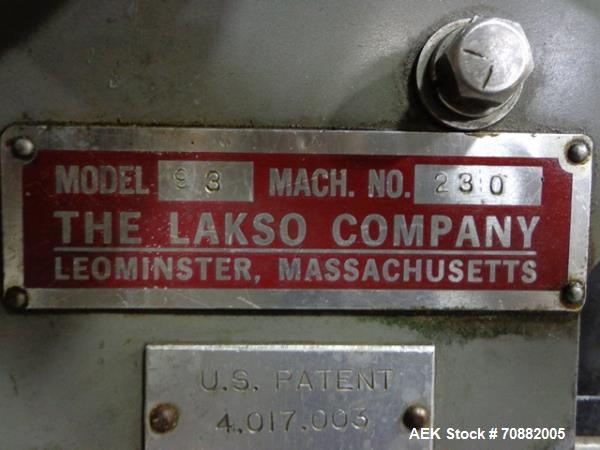 MODEL 93 MACH. NO. 230
THE LAKSO COMPANY
LEOMINSTER, MASSACHUSETTS
U.S. PATENT
4,017,003
AEK Stock # 70882005